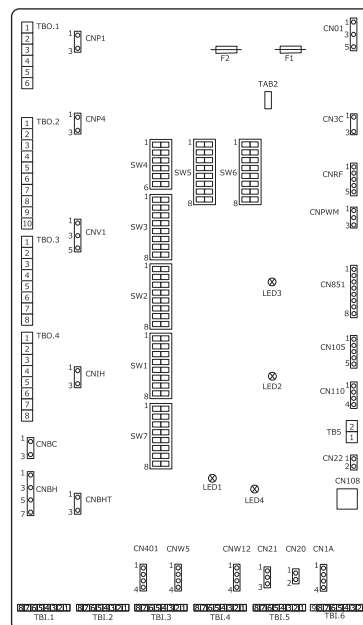 TBO.1
1
2
3
4
5
6
CNP1
1
3
F2
F1
CN01
1
3
5
TAB2
TBO.2
1
2
3
4
5
6
7
8
9
10
CNP4
1
3
CN3C
1
3
SW4
1
6
SW5
1
8
SW6
1
8
CNRF
1
5
CNPWM
1
3
SW3
1
8
CNV1
1
3
5
TBO.3
1
2
3
4
5
6
7
8
SW2
1
8
LED3
CN851
1
8
TBO.4
1
2
3
4
5
6
7
8
CNIH
1
3
SW1
1
8
LED2
CN105
1
5
CN110
1
4
TB5
2
1
SW7
1
8
CNBC
1
3
CN22
1
2
CNBH
1
3
5
7
CNBHT
1
3
LED1
LED4
CN108
CN401
1
4
CNW5
1
4
CNW12
1
4
CN21
1
3
CN20
1
2
CN1A
1
4
TBI.1
TBI.2
TBI.3
TBI.4
TBI.5
TBI.6